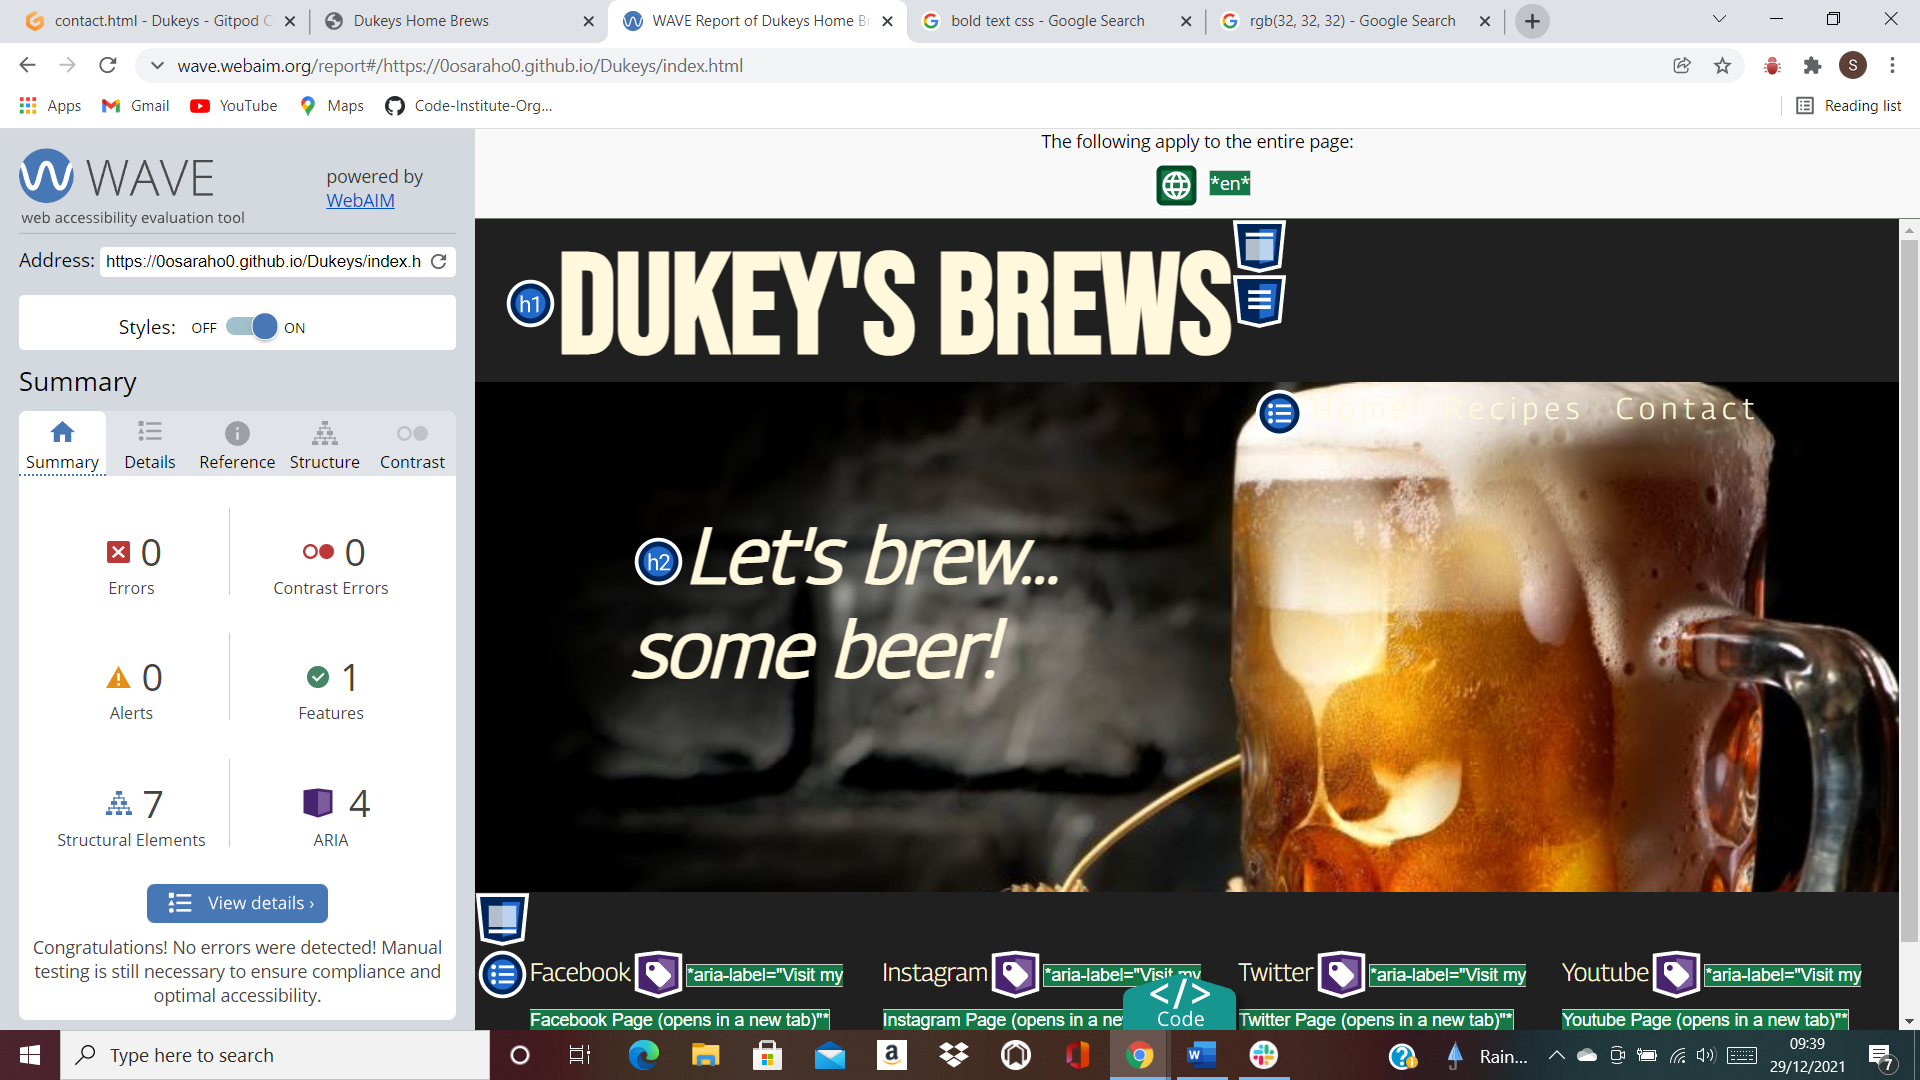 contact.html - Dukeys - Gitpod C
Dukeys Home Brews
WAVE Report of Dukeys Home Br
bold text css - Google Search
rgb(32, 32, 32) - Google Search
wave.webaim.org/report#/https://0osaraho0.github.io/Dukeys/index.html
S
Apps
Gmail
YouTube
Maps
Code-Institute-Org...
Reading list
WAVE
web accessibility evaluation tool
powered by
WebAIM
Address: https://0osaraho0.github.io/Dukeys/index.h
Styles: OFF ON
Summary
Summary Details Reference Structure Contrast
0 Errors
0 Contrast Errors
0 Alerts
1 Features
7 Structural Elements
4 ARIA
View details ›
Congratulations! No errors were detected! Manual
testing is still necessary to ensure compliance and
optimal accessibility.
The following apply to the entire page:
*en*
h1 DUKEY'S BREWS
Home Recipes Contact
h2 Let's brew...
some beer!
Facebook *aria-label="Visit my
Facebook Page (opens in a new tab)"*
Instagram *aria-label="Visit my
Instagram Page (opens in a ne
Twitter *aria-label="Visit my
Twitter Page (opens in a new tab)"*
Youtube *aria-label="Visit my
Youtube Page (opens in a new tab)"*
</>
Code
Type here to search
Rain...
09:39
29/12/2021
7